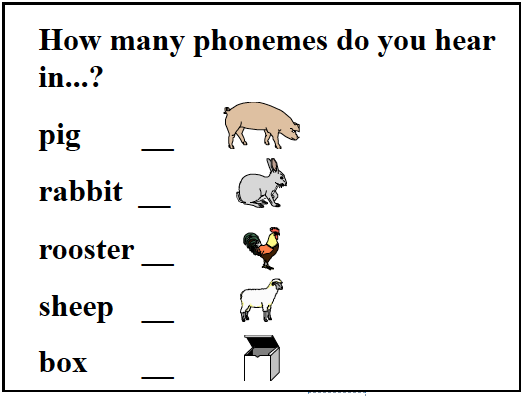 How many phonemes do you hear
in...?
pig __
rabbit __
rooster __
sheep __
box __